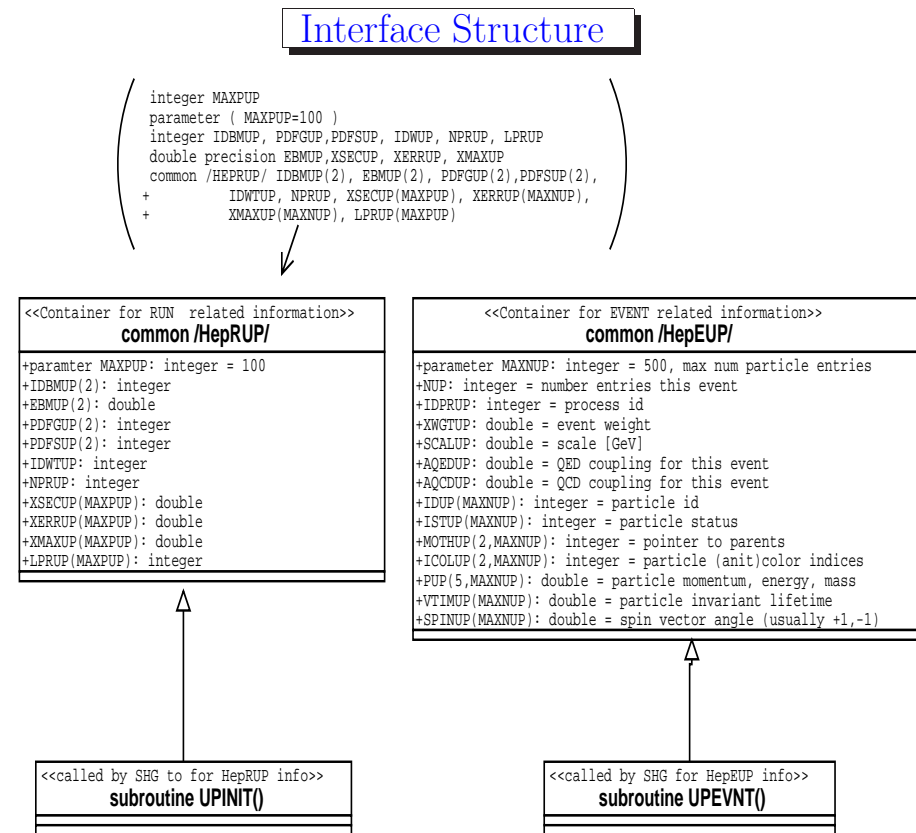 Interface Structure
integer MAXPUP
parameter ( MAXPUP=100 )
integer IDBMUP, PDFGUP,PDFSUP, IDWUP, NPRUP, LPRUP
double precision EBMUP,XSECUP, XERRUP, XMAXUP
common /HEPRUP/ IDBMUP(2), EBMUP(2), PDFGUP(2),PDFSUP(2),
+ IDWTUP, NPRUP, XSECUP(MAXPUP), XERRUP(MAXNUP),
+ XMAXUP(MAXNUP), LPRUP(MAXPUP)
<<Container for RUN related information>>
common /HepRUP/
+paramter MAXPUP: integer = 100
+IDBMUP(2): integer
+EBMUP(2): double
+PDFGUP(2): integer
+PDFSUP(2): integer
+IDWTUP: integer
+NPRUP: integer
+XSECUP(MAXPUP): double
+XERRUP(MAXPUP): double
+XMAXUP(MAXPUP): double
+LPRUP(MAXPUP): integer
<<Container for EVENT related information>>
common /HepEUP/
+parameter MAXNUP: integer = 500, max num particle entries
+NUP: integer = number entries this event
+IDPRUP: integer = process id
+XWGTUP: double = event weight
+SCALUP: double = scale [GeV]
+AQEDUP: double = QED coupling for this event
+AQCDUP: double = QCD coupling for this event
+IDUP(MAXNUP): integer = particle id
+ISTUP(MAXNUP): integer = particle status
+MOTHUP(2,MAXNUP): integer = pointer to parents
+ICOLUP(2,MAXNUP): integer = particle (anit)color indices
+PUP(5,MAXNUP): double = particle momentum, energy, mass
+VTIMUP(MAXNUP): double = particle invariant lifetime
+SPINUP(MAXNUP): double = spin vector angle (usually +1,-1)
<<called by SHG to for HepRUP info>>
subroutine UPINIT()
<<called by SHG for HepEUP info>>
subroutine UPEVNT()